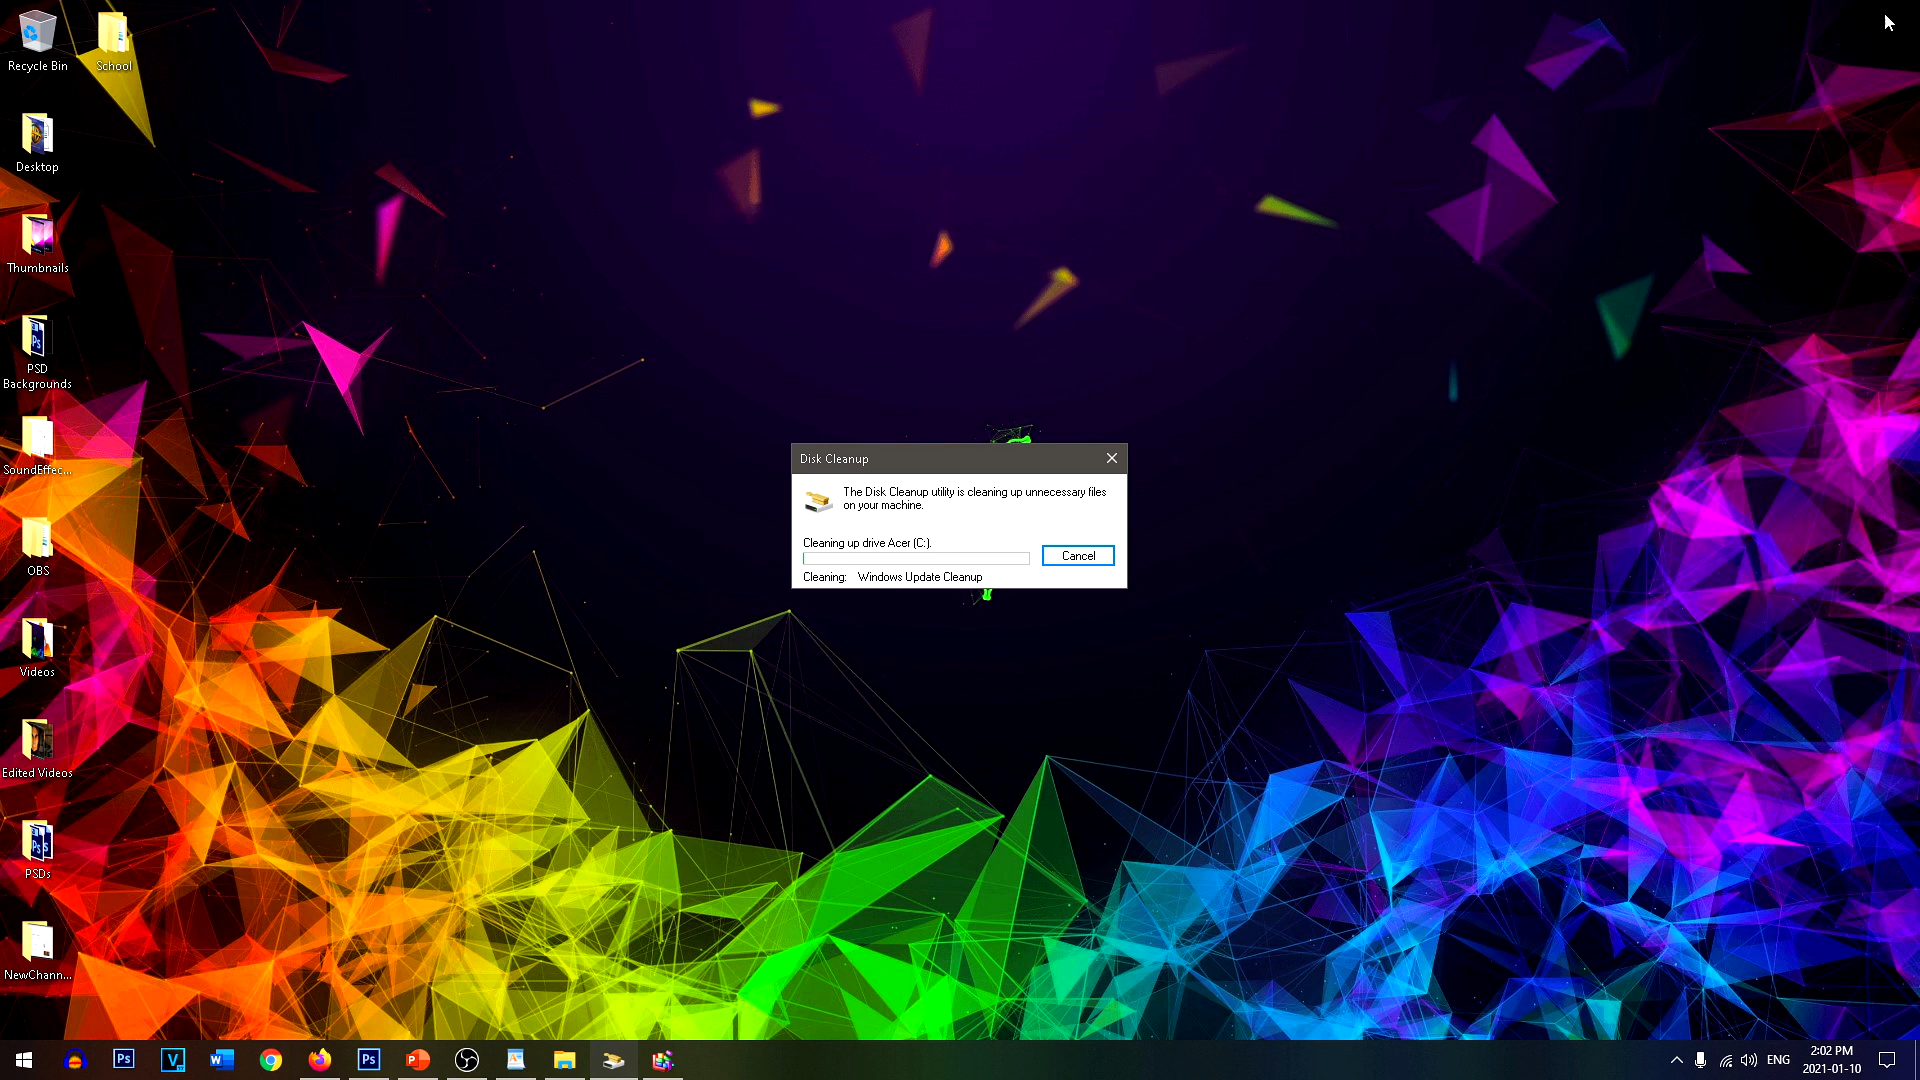 Recycle Bin
School
Desktop
Thumbnails
PSD
Backgrounds
SoundEffec...
OBS
Videos
Edited Videos
PSDs
NewChann...
Disk Cleanup
The Disk Cleanup utility is cleaning up unnecessary files
on your machine.
Cleaning up drive Acer (C:).
Cancel
Cleaning: Windows Update Cleanup
Ps
V
W
Ps
P
ENG
2:02 PM
2021-01-10